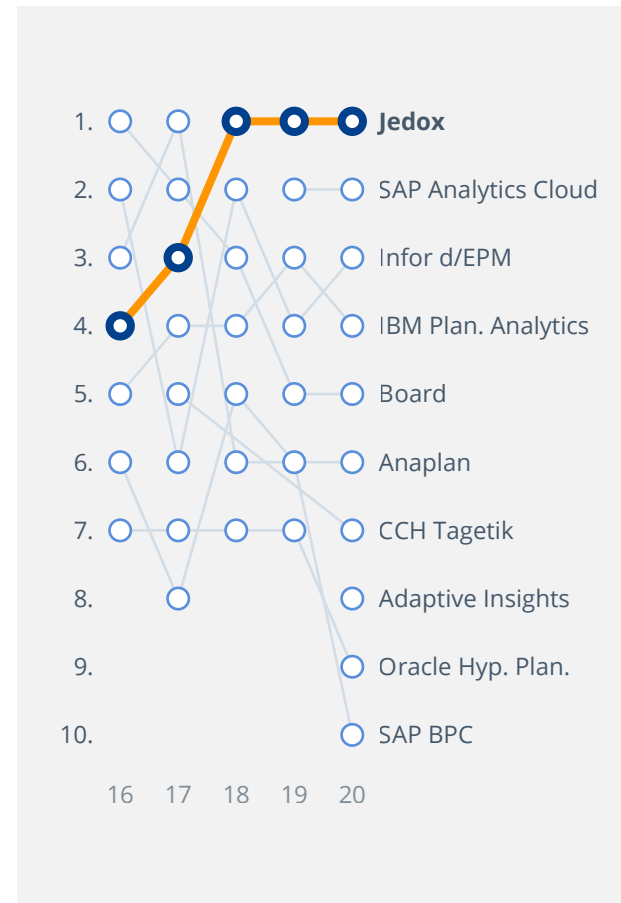 1. Jedox
2. SAP Analytics Cloud
3. Infor d/EPM
4. IBM Plan. Analytics
5. Board
6. Anaplan
7. CCH Tagetik
8. Adaptive Insights
9. Oracle Hyp. Plan.
10. SAP BPC
16 17 18 19 20